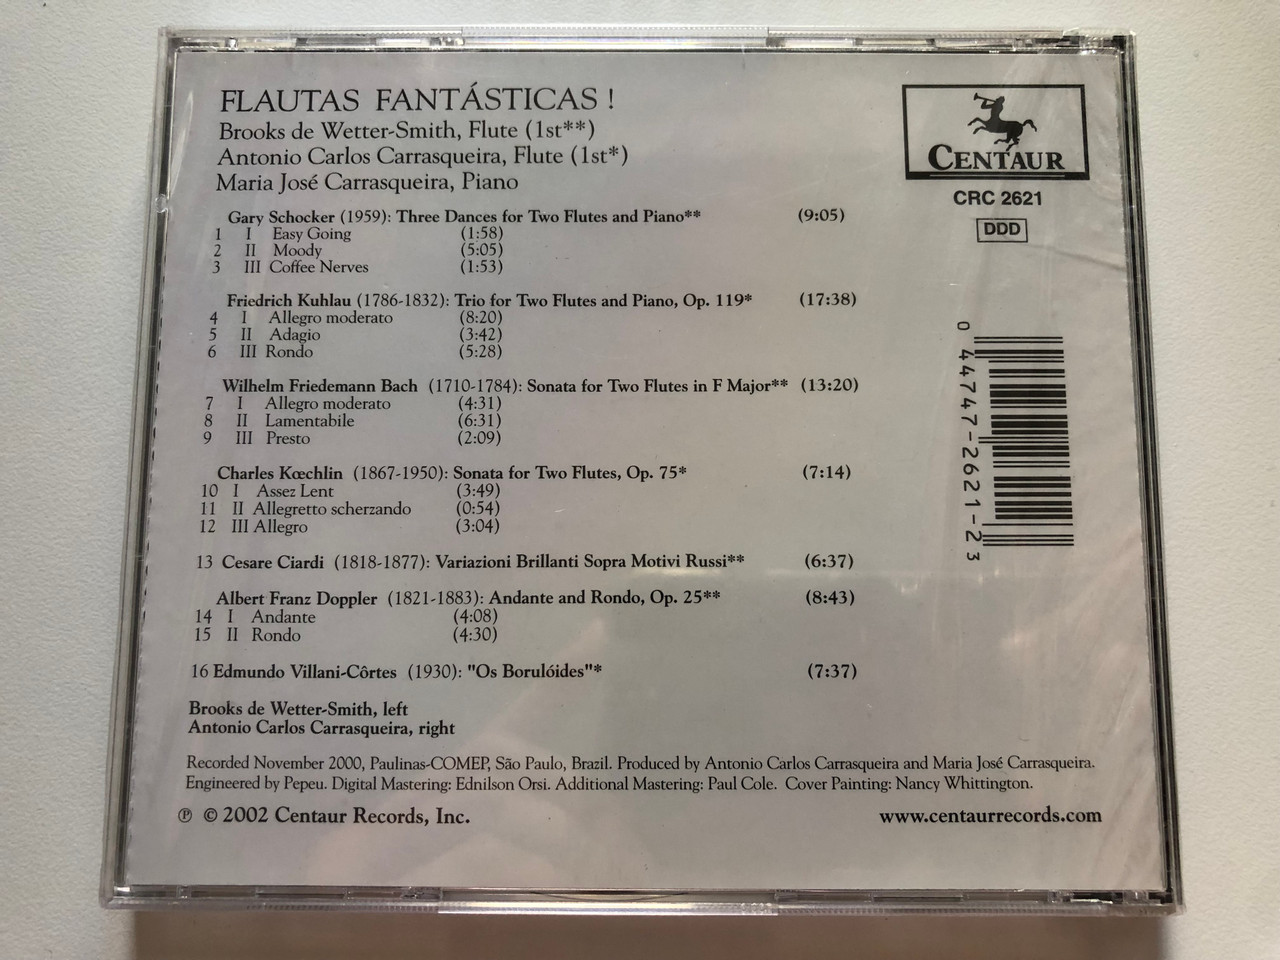 FLAUTAS FANTÁSTICAS !
Brooks de Wetter-Smith, Flute (1st**)
Antonio Carlos Carrasqueira, Flute (1st*)
Maria José Carrasqueira, Piano
CENTAUR
CRC 2621
DDD
Gary Schocker (1959): Three Dances for Two Flutes and Piano** (9:05)
1 I Easy Going (1:58)
2 II Moody (5:05)
3 III Coffee Nerves (1:53)
Friedrich Kuhlau (1786-1832): Trio for Two Flutes and Piano, Op. 119* (17:38)
4 I Allegro moderato (8:20)
5 II Adagio (3:42)
6 III Rondo (5:28)
Wilhelm Friedemann Bach (1710-1784): Sonata for Two Flutes in F Major** (13:20)
7 I Allegro moderato (4:31)
8 II Lamentabile (6:31)
9 III Presto (2:09)
Charles Kœchlin (1867-1950): Sonata for Two Flutes, Op. 75* (7:14)
10 I Assez Lent (3:49)
11 II Allegretto scherzando (0:54)
12 III Allegro (3:04)
13 Cesare Ciardi (1818-1877): Variazioni Brillanti Sopra Motivi Russi** (6:37)
Albert Franz Doppler (1821-1883): Andante and Rondo, Op. 25** (8:43)
14 I Andante (4:08)
15 II Rondo (4:30)
16 Edmundo Villani-Côrtes (1930): "Os Borulóides"* (7:37)
0 44747-2621-2 3
Brooks de Wetter-Smith, left
Antonio Carlos Carrasqueira, right
Recorded November 2000, Paulinas-COMEP, São Paulo, Brazil. Produced by Antonio Carlos Carrasqueira and Maria José Carrasqueira.
Engineered by Pepeu. Digital Mastering: Ednilson Orsi. Additional Mastering: Paul Cole. Cover Painting: Nancy Whittington.
℗ © 2002 Centaur Records, Inc. www.centaurrecords.com